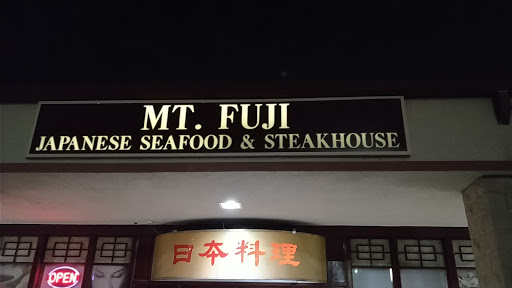 MT. FUJI
JAPANESE SEAFOOD & STEAKHOUSE
日本料理
OPEN